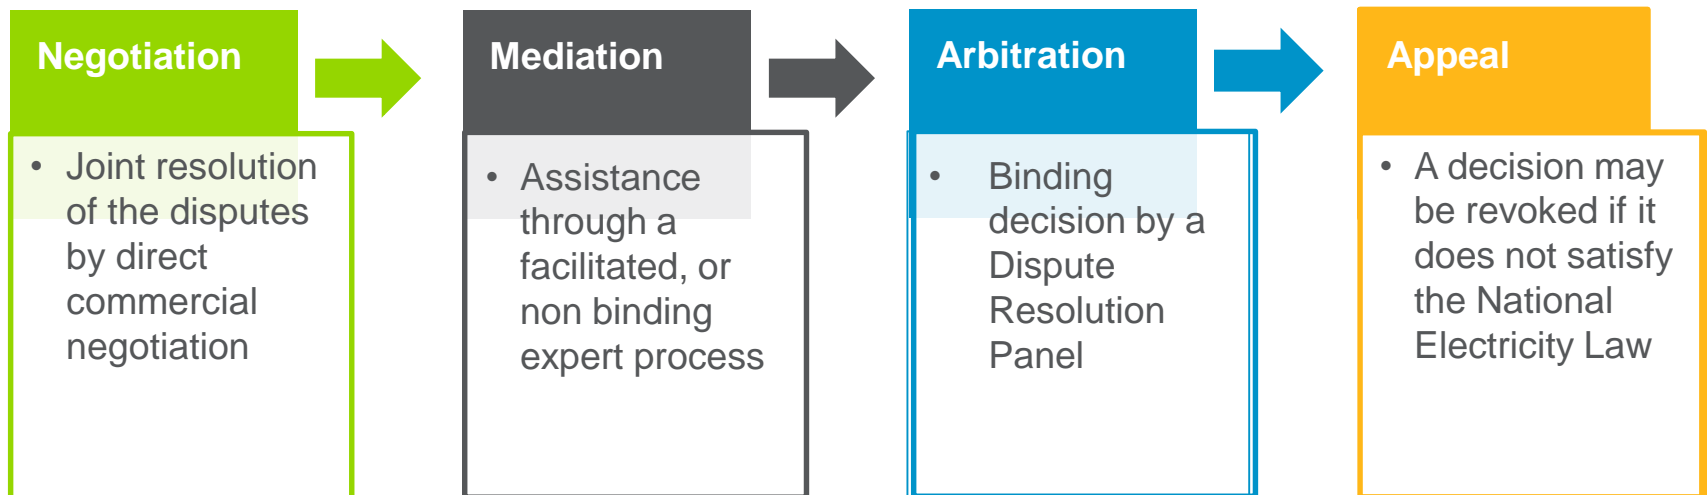 Negotiation
• Joint resolution
of the disputes
by direct
commercial
negotiation
Mediation
• Assistance
through a
facilitated, or
non binding
expert process
Arbitration
• Binding
decision by a
Dispute
Resolution
Panel
Appeal
• A decision may
be revoked if it
does not satisfy
the National
Electricity Law